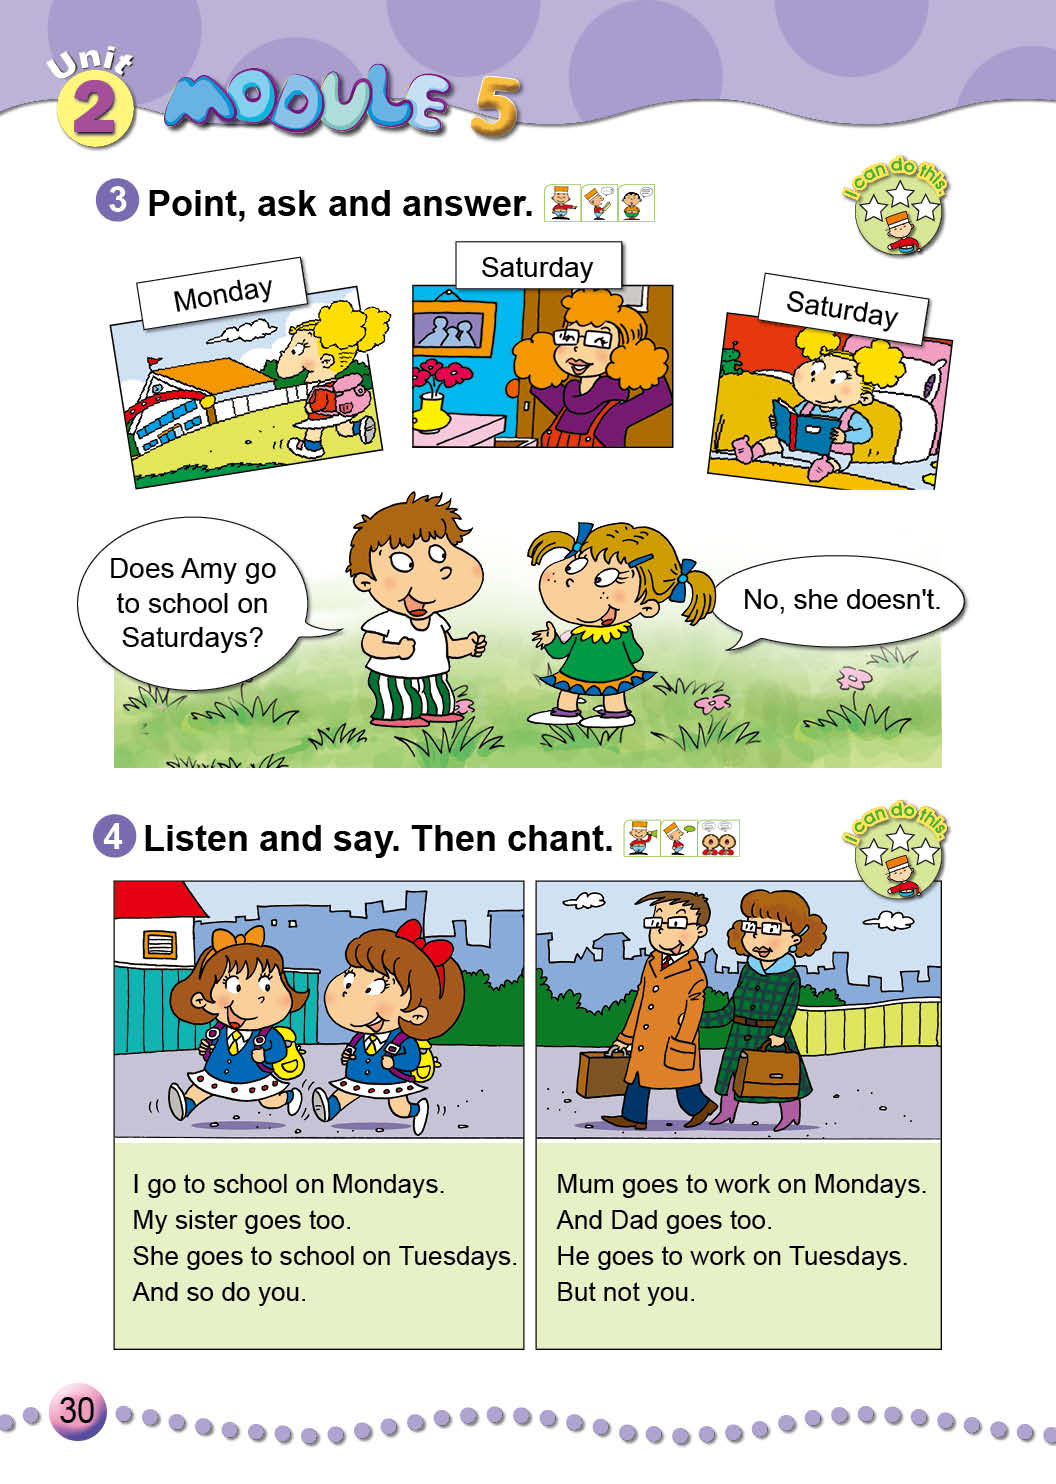 Unit
2
MODULE 5
3 Point, ask and answer.
I can do this.
Monday
Saturday
Saturday
Does Amy go
to school on
Saturdays?
No, she doesn't.
4 Listen and say. Then chant.
I can do this.
I go to school on Mondays.
My sister goes too.
She goes to school on Tuesdays.
And so do you.
Mum goes to work on Mondays.
And Dad goes too.
He goes to work on Tuesdays.
But not you.
30